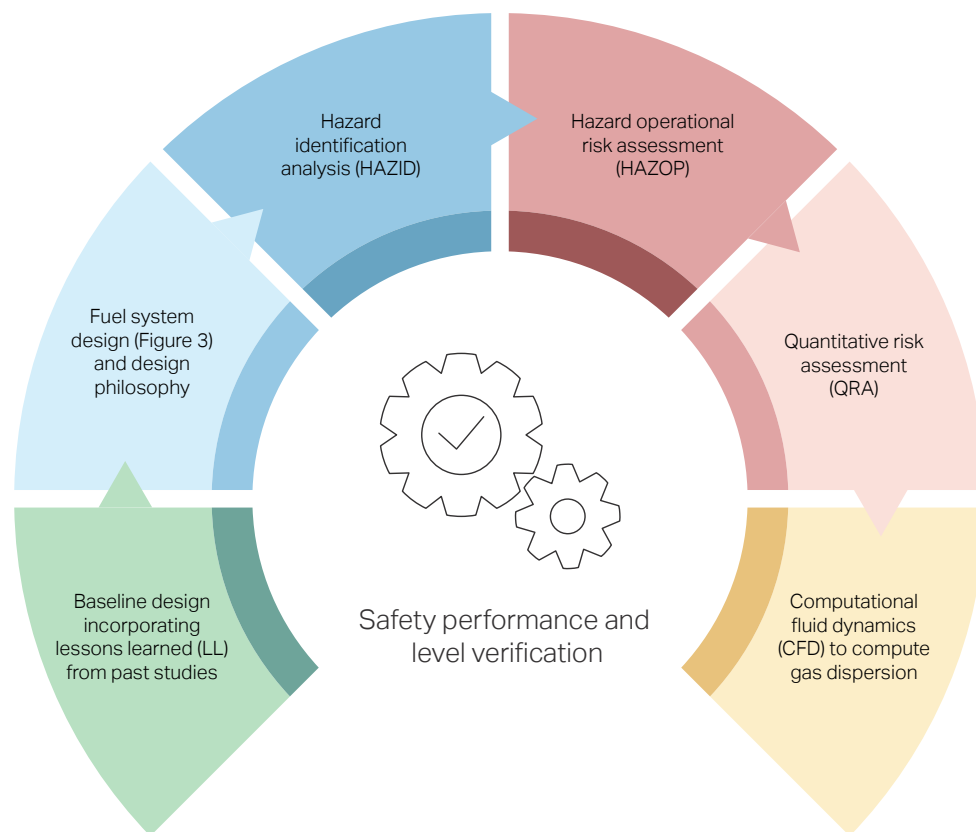 Hazard
identification
analysis (HAZID)
Hazard operational
risk assessment
(HAZOP)
Fuel system
design (Figure 3)
and design
philosophy
Quantitative risk
assessment
(QRA)
Baseline design
incorporating
lessons learned (LL)
from past studies
Safety performance and
level verification
Computational
fluid dynamics
(CFD) to compute
gas dispersion